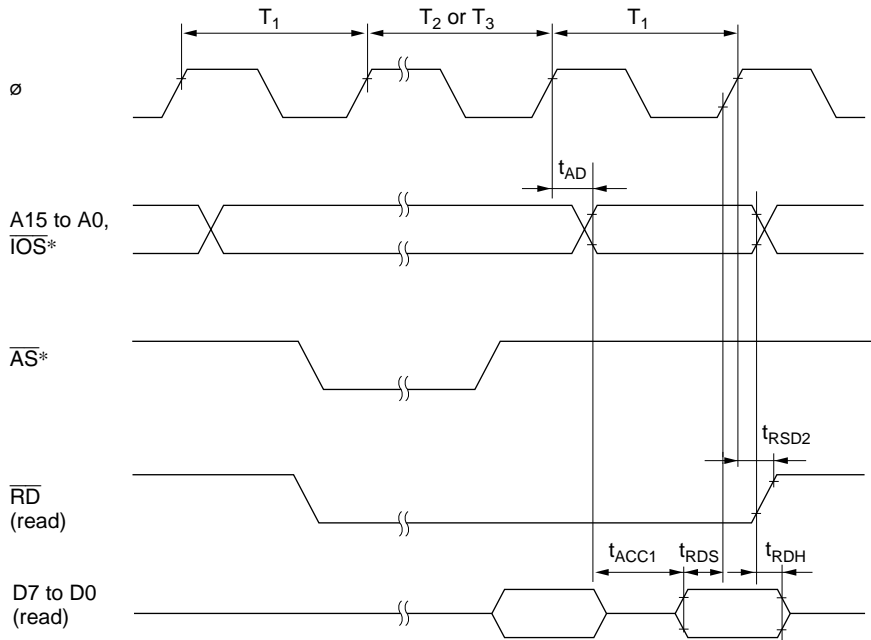 T1 T2 or T3 T1
ø
tAD
A15 to A0,
IOS*
AS*
tRSD2
RD
(read)
tACC1 tRDS tRDH
D7 to D0
(read)